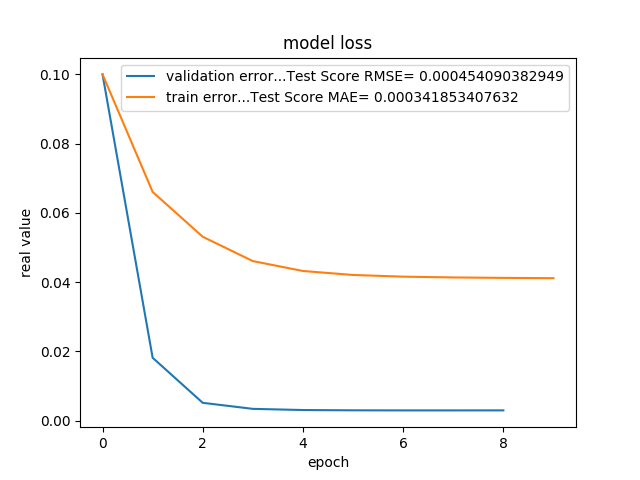 model loss
validation error...Test Score RMSE= 0.000454090382949
train error...Test Score MAE= 0.000341853407632
real value
0.10
0.08
0.06
0.04
0.02
0.00
0 2 4 6 8
epoch